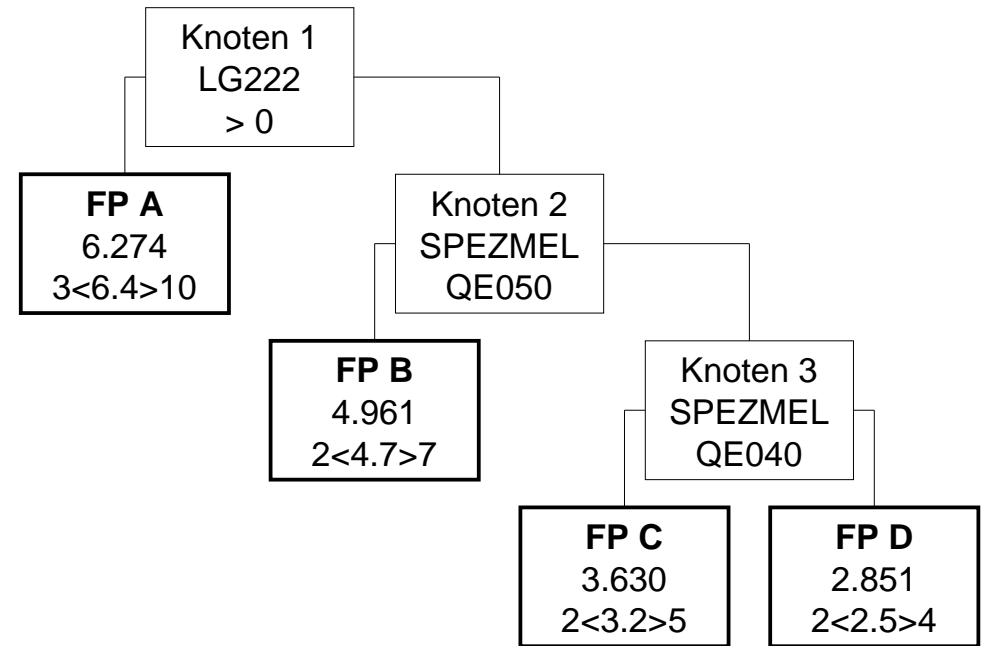 Knoten 1
LG222
> 0
FP A
6.274
3<6.4>10
Knoten 2
SPEZMEL
QE050
FP B
4.961
2<4.7>7
Knoten 3
SPEZMEL
QE040
FP C
3.630
2<3.2>5
FP D
2.851
2<2.5>4